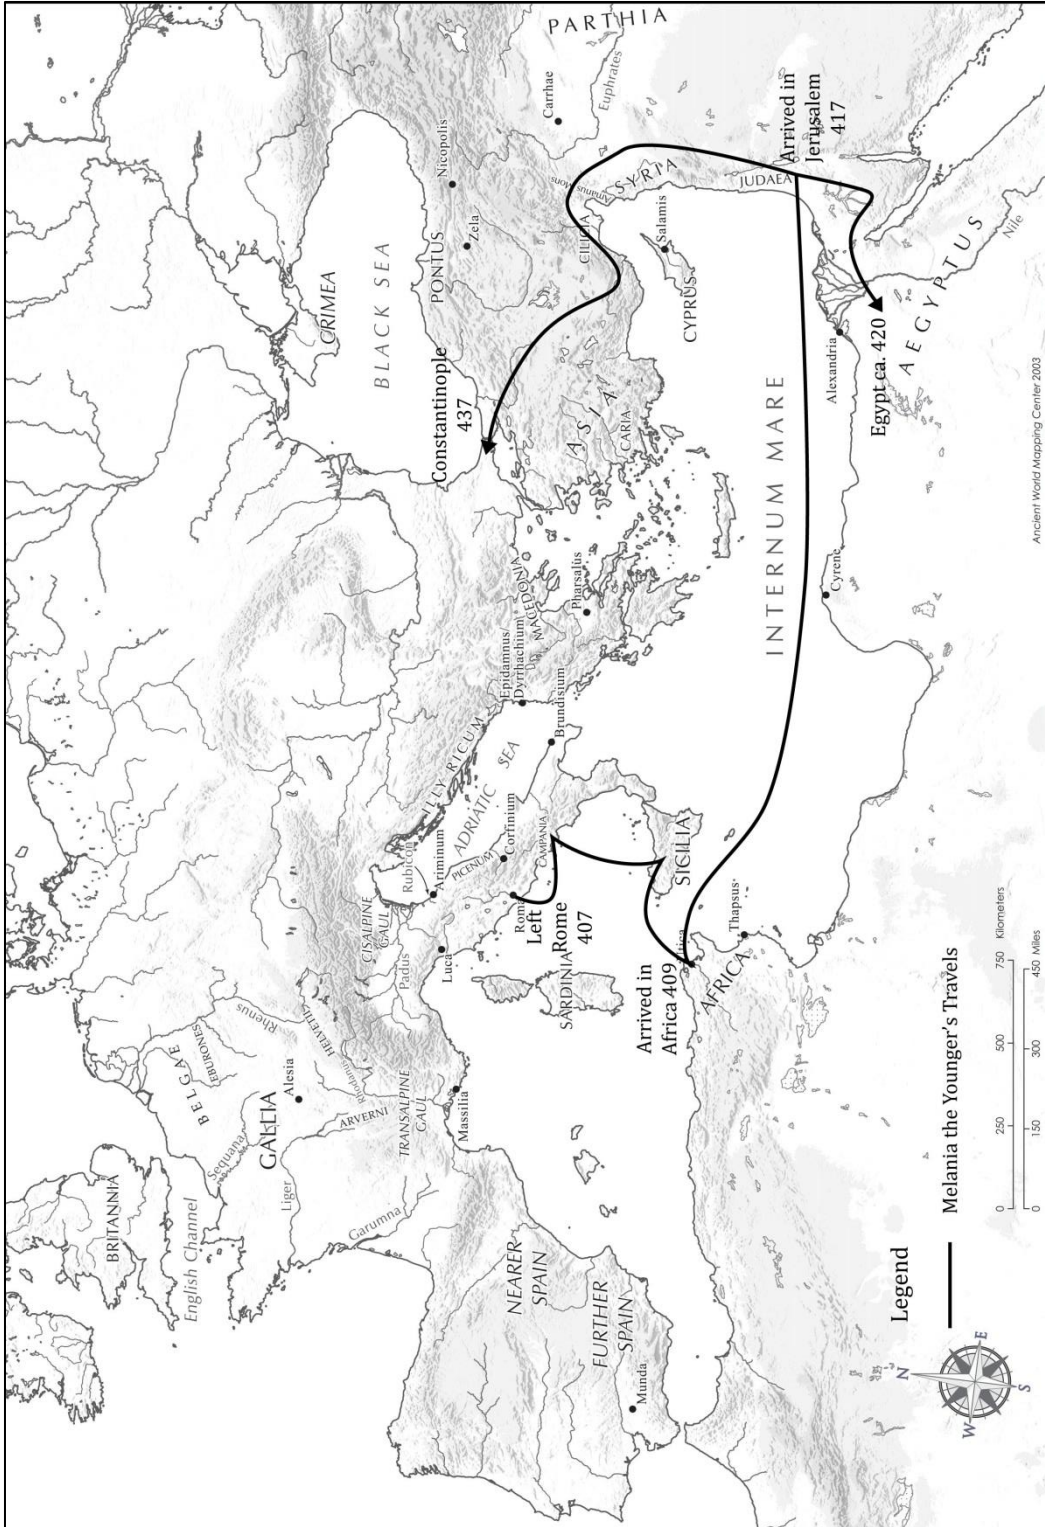 BRITANNIA
English Channel
BELGAE
EBURONES
Rhenus
Sequana
GALLIA
Alesia
HELVETII
Liger
ARVERNI
Rhodanus
TRANSALPINE
GAUL
Garumna
Massilia
NEARER
SPAIN
FURTHER
SPAIN
Munda
CISALPINE
GAUL
Padus
Rubicon
Ariminum
Luca
PICENUM
Corfinium
ADRIATIC
SEA
ILLYRICUM
Roma
Left
Rome
407
CAMPANIA
Brundisium
SARDINIA
SICILIA
Epidamnus/
Dyrrhachium
MACEDONIA
Pharsalus
CRIMEA
BLACK SEA
Constantinople
437
PONTUS
Zela
Nicopolis
ASIA
CARIA
CILICIA
Amanus Mons
SYRIA
Carrhae
Euphrates
PARTHIA
CYPRUS
Salamis
JUDAEA
Arrived in
Jerusalem
417
INTERNUM MARE
Arrived in
Africa 409
Utica
AFRICA
Thapsus
Cyrene
Alexandria
Egypt ca. 420
AEGYPTUS
Nile
Legend
Melania the Younger's Travels
N
E
S
W
0 250 500 750 Kilometers
0 150 300 450 Miles
Ancient World Mapping Center 2003